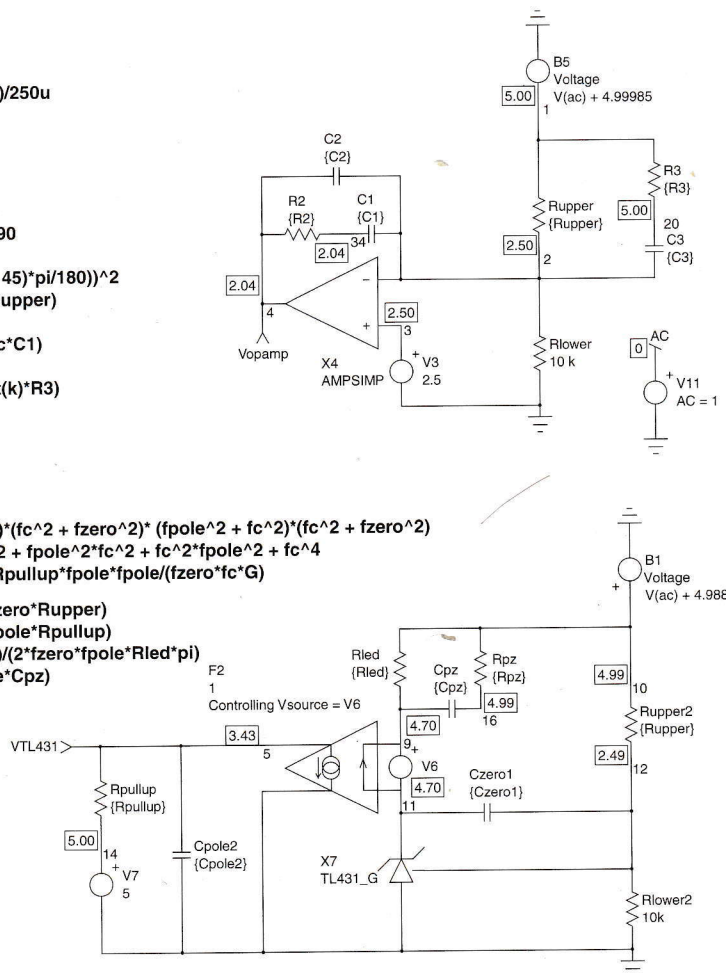 )/250u
90
45)*pi/180))^2
upper)
c*C1)
t(k)*R3)
B5
Voltage
V(ac) + 4.99985
5.00
1
C2
{C2}
R2
{R2}
C1
{C1}
34
2.04
R3
{R3}
5.00
20
C3
{C3}
Rupper
{Rupper}
2.50
2
2.04
4
Vopamp
2.50
3
X4
AMPSIMP
V3
2.5
Rlower
10 k
0
AC
V11
AC = 1
)*(fc^2 + fzero^2)* (fpole^2 + fc^2)*(fc^2 + fzero^2)
2 + fpole^2*fc^2 + fc^2*fpole^2 + fc^4
Rpullup*fpole*fpole/(fzero*fc*G)
zero*Rupper)
pole*Rpullup)
)/(2*fzero*fpole*Rled*pi)
e*Cpz)
B1
Voltage
V(ac) + 4.988
F2
1
Controlling Vsource = V6
Rled
{Rled}
Cpz
{Cpz}
Rpz
{Rpz}
4.99
16
4.99
10
Rupper2
{Rupper}
2.49
12
VTL431
3.43
5
4.70
9
V6
4.70
11
Czero1
{Czero1}
Rpullup
{Rpullup}
5.00
14
V7
5
Cpole2
{Cpole2}
X7
TL431_G
Rlower2
10k